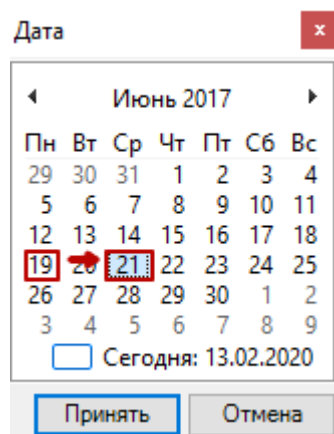 Дата
Июнь 2017
Пн Вт Ср Чт Пт Сб Вс
29 30 31 1 2 3 4
5 6 7 8 9 10 11
12 13 14 15 16 17 18
19 20 21 22 23 24 25
26 27 28 29 30 1 2
3 4 5 6 7 8 9
Сегодня: 13.02.2020
Принять Отмена